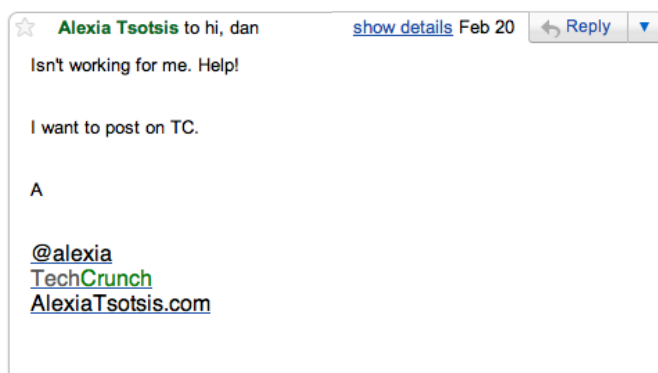 Alexia Tsotsis to hi, dan show details Feb 20 Reply
Isn't working for me. Help!
I want to post on TC.
A
@alexia
TechCrunch
AlexiaTsotsis.com